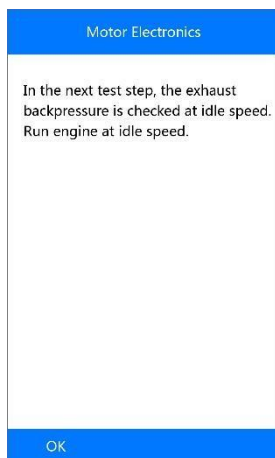 Motor Electronics
In the next test step, the exhaust
backpressure is checked at idle speed.
Run engine at idle speed.
OK